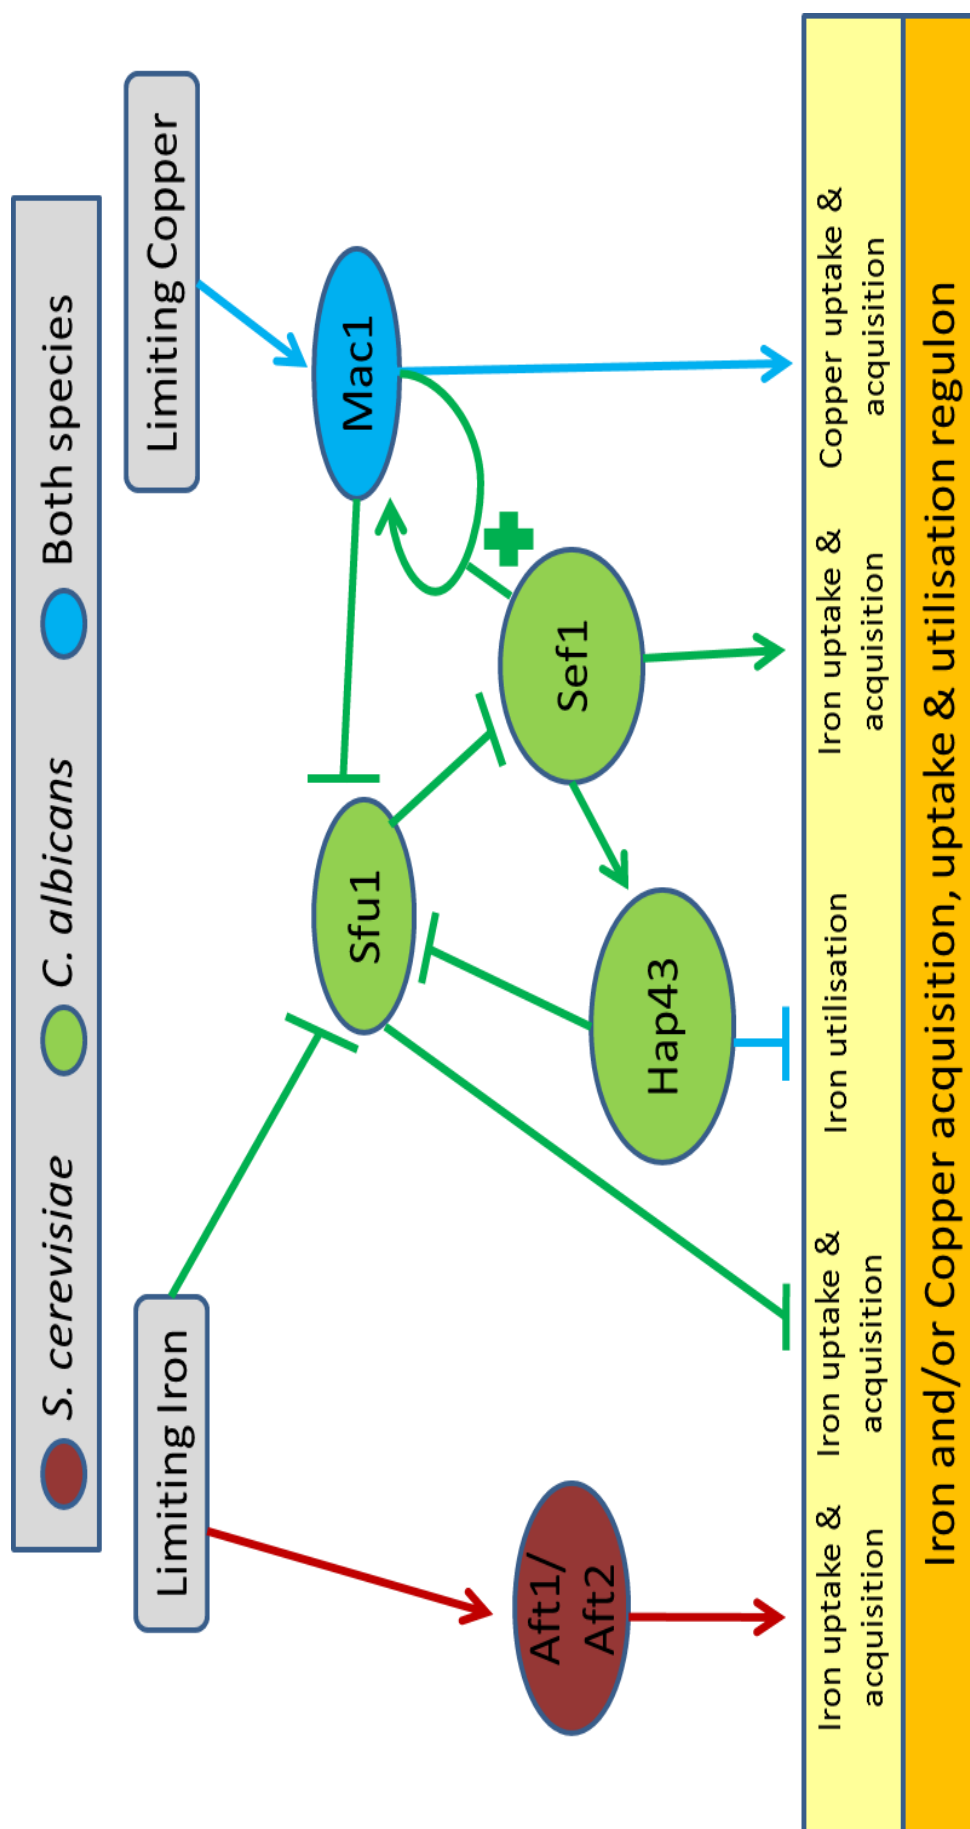 S. cerevisiae
C. albicans
Both species
Limiting Iron
Limiting Copper
Sfu1
Mac1
Aft1/
Aft2
Hap43
Sef1
Iron uptake &
acquisition
Iron uptake &
acquisition
Iron utilisation
Iron uptake &
acquisition
Copper uptake &
acquisition
Iron and/or Copper acquisition, uptake & utilisation regulon